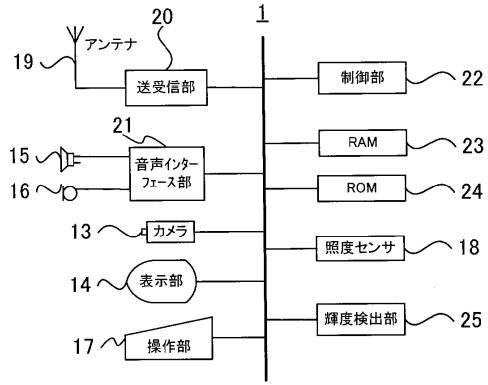 1
アンテナ
20
19
送受信部
制御部
22
21
15
音声インター
フェース部
RAM
23
16
ROM
24
13
カメラ
照度センサ
18
14
表示部
輝度検出部
25
17
操作部